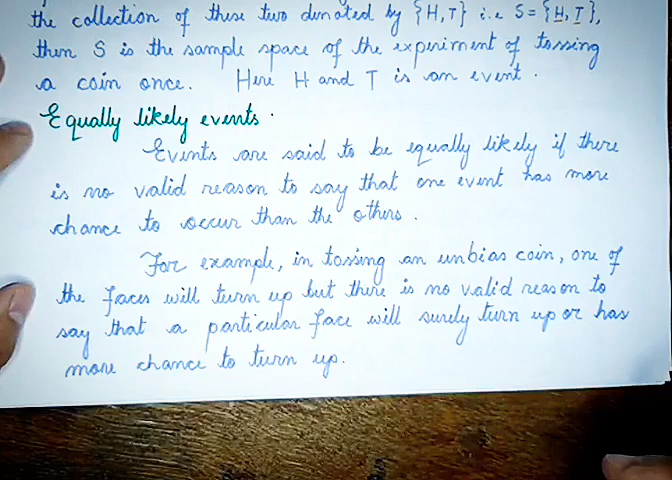 the collection of these two denoted by {H,T} i.e S = {H, T},
then S is the sample space of the experiment of tossing
a coin once. Here H and T is an event.
Equally likely events.
Events are said to be equally likely if there
is no valid reason to say that one event has more
chance to occur than the others.
For example, in tossing an unbias coin, one of
the faces will turn up but there is no valid reason to
say that a particular face will surely turn up or has
more chance to turn up.